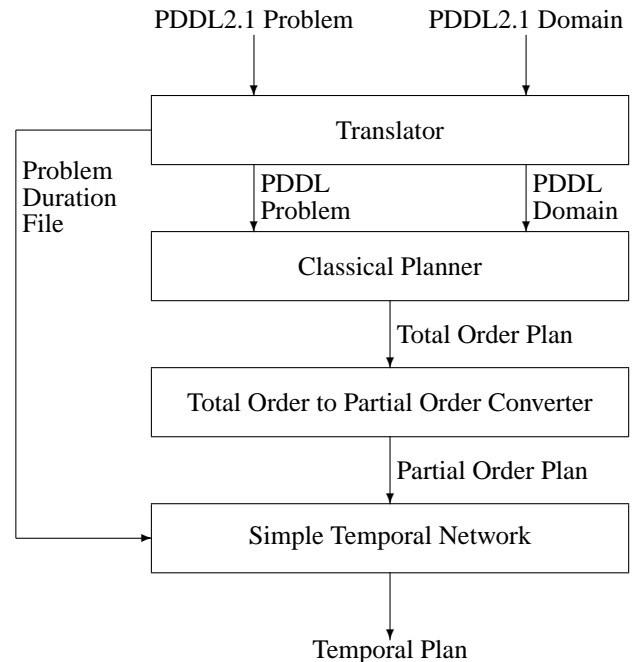 PDDL2.1 Problem
PDDL2.1 Domain
Translator
Problem
Duration
File
PDDL
Problem
PDDL
Domain
Classical Planner
Total Order Plan
Total Order to Partial Order Converter
Partial Order Plan
Simple Temporal Network
Temporal Plan